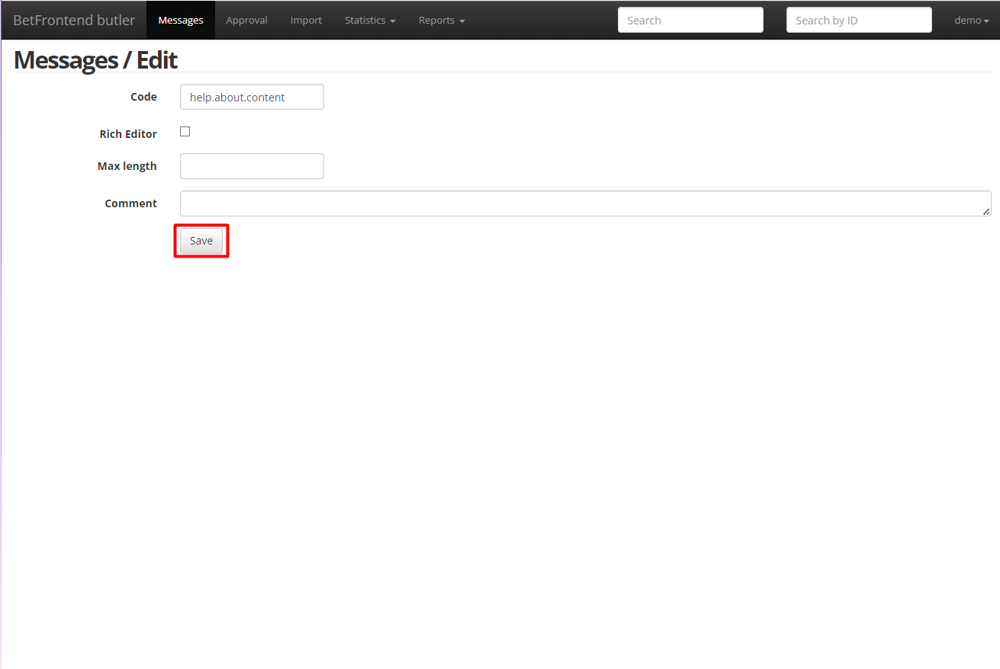 BetFrontend butler Messages Approval Import Statistics Reports Search Search by ID demo
Messages / Edit
Code help.about.content
Rich Editor
Max length
Comment
Save